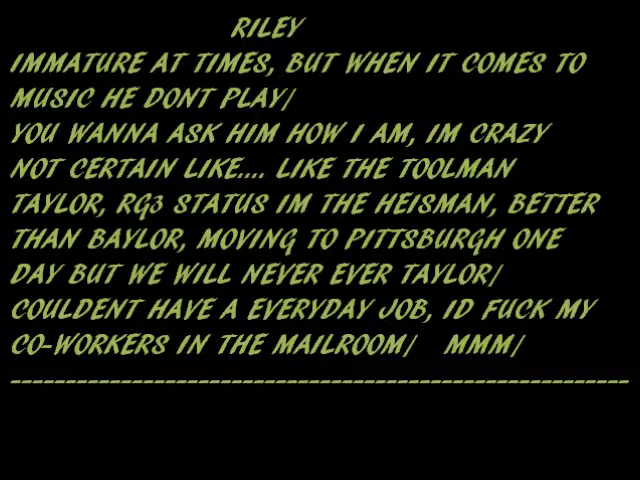 RILEY
IMMATURE AT TIMES, BUT WHEN IT COMES TO
MUSIC HE DONT PLAY/
YOU WANNA ASK HIM HOW I AM, IM CRAZY
NOT CERTAIN LIKE.... LIKE THE TOOLMAN
TAYLOR, RG3 STATUS IM THE HEISMAN, BETTER
THAN BAYLOR, MOVING TO PITTSBURGH ONE
DAY BUT WE WILL NEVER EVER TAYLOR/
COULDENT HAVE A EVERYDAY JOB, ID FUCK MY
CO-WORKERS IN THE MAILROOM/ MMM/
---------------------------------------------------------